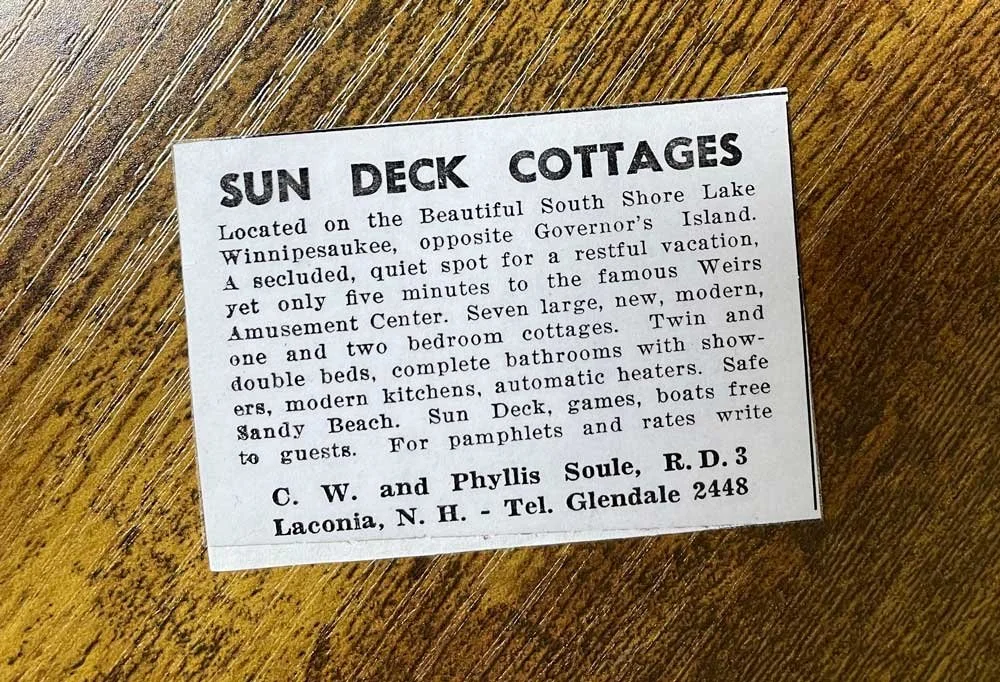 SUN DECK COTTAGES
Located on the Beautiful South Shore Lake
Winnipesaukee, opposite Governor's Island.
A secluded, quiet spot for a restful vacation,
yet only five minutes to the famous Weirs
Amusement Center. Seven large, new, modern,
one and two bedroom cottages. Twin and
double beds, complete bathrooms with show-
ers, modern kitchens, automatic heaters. Safe
Sandy Beach. Sun Deck, games, boats free
to guests. For pamphlets and rates write
C. W. and Phyllis Soule, R. D. 3
Laconia, N. H. - Tel. Glendale 2448